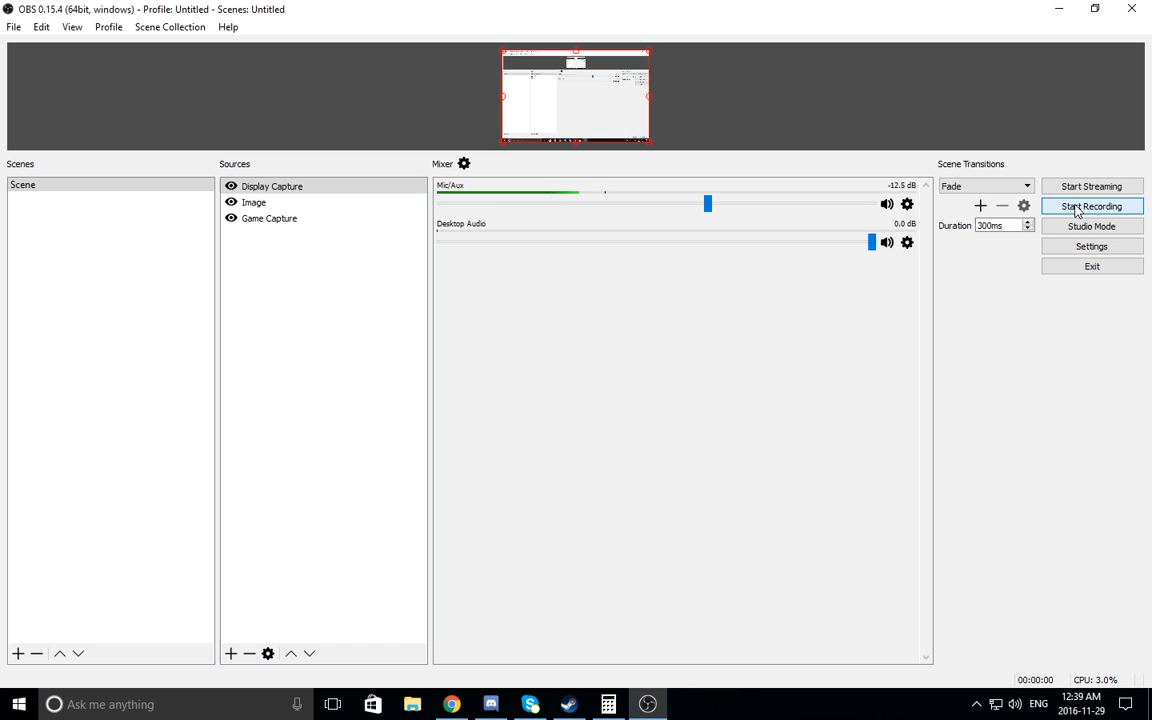 OBS 0.15.4 (64bit, windows) - Profile: Untitled - Scenes: Untitled
File Edit View Profile Scene Collection Help
Scenes Sources Mixer Scene Transitions
Scene
Display Capture
Image
Game Capture
Mic/Aux -12.5 dB
Desktop Audio 0.0 dB
Fade
Duration 300ms
Start Streaming
Start Recording
Studio Mode
Settings
Exit
00:00:00 CPU: 3.0%
Ask me anything
ENG
12:39 AM
2016-11-29